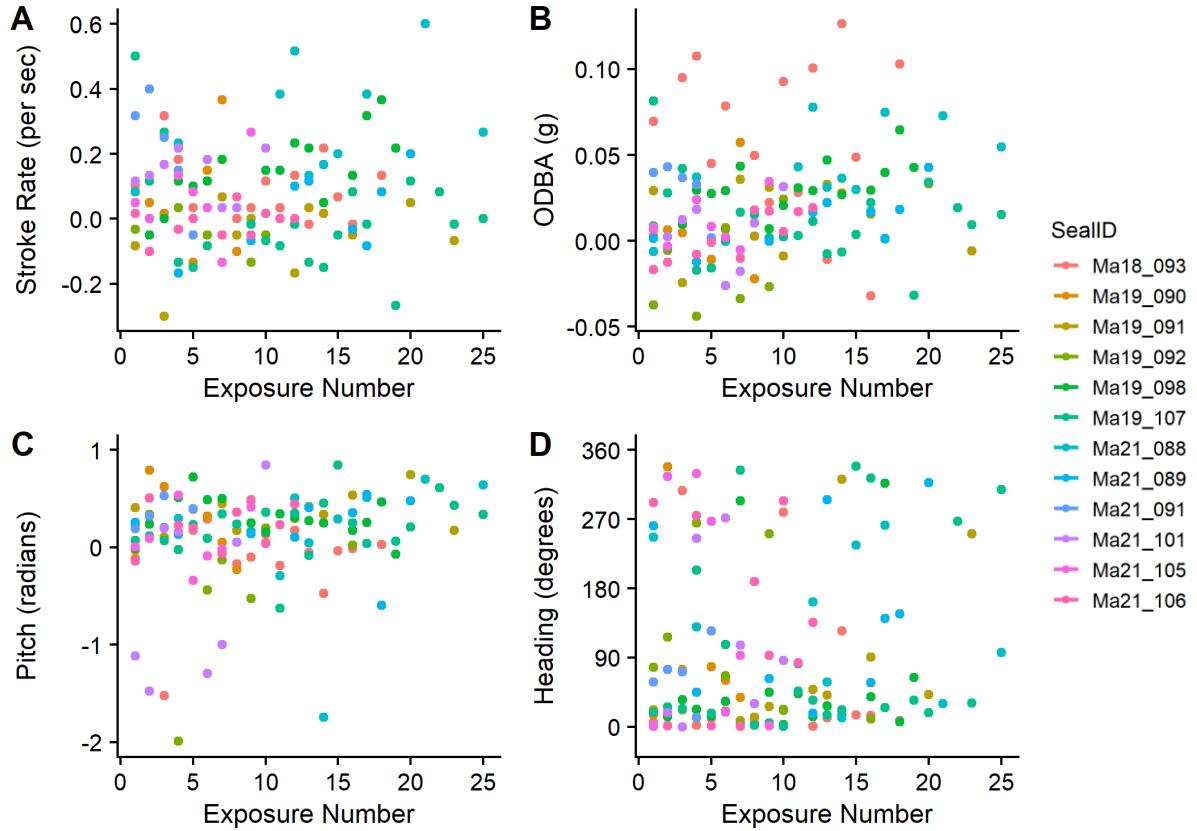 A
Stroke Rate (per sec)
0.6
0.4
0.2
0.0
-0.2
0 5 10 15 20 25
Exposure Number
B
ODBA (g)
0.10
0.05
0.00
-0.05
0 5 10 15 20 25
Exposure Number
C
Pitch (radians)
1
0
-1
-2
0 5 10 15 20 25
Exposure Number
D
Heading (degrees)
360
270
180
90
0
0 5 10 15 20 25
Exposure Number
SealID
Ma18_093
Ma19_090
Ma19_091
Ma19_092
Ma19_098
Ma19_107
Ma21_088
Ma21_089
Ma21_091
Ma21_101
Ma21_105
Ma21_106